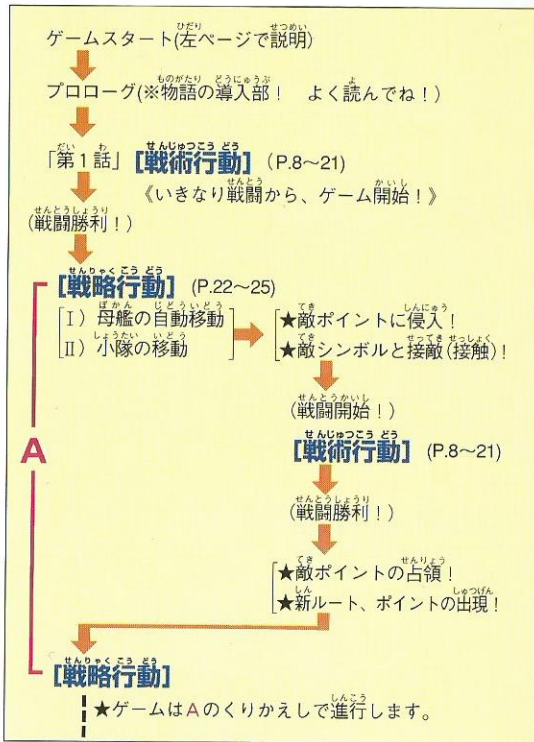 ゲームスタート(左ページで説明)
プロローグ(※物語の導入部! よく読んでね!)
「第1話」[戦術行動] (P.8〜21)
《いきなり戦闘から、ゲーム開始!》
(戦闘勝利!)
[戦略行動] (P.22〜25)
I) 母艦の自動移動
II) 小隊の移動
★敵ポイントに侵入!
★敵シンボルと接敵(接触)!
(戦闘開始!)
[戦術行動] (P.8〜21)
(戦闘勝利!)
★敵ポイントの占領!
★新ルート、ポイントの出現!
A
[戦略行動]
★ゲームはAのくりかえしで進行します。